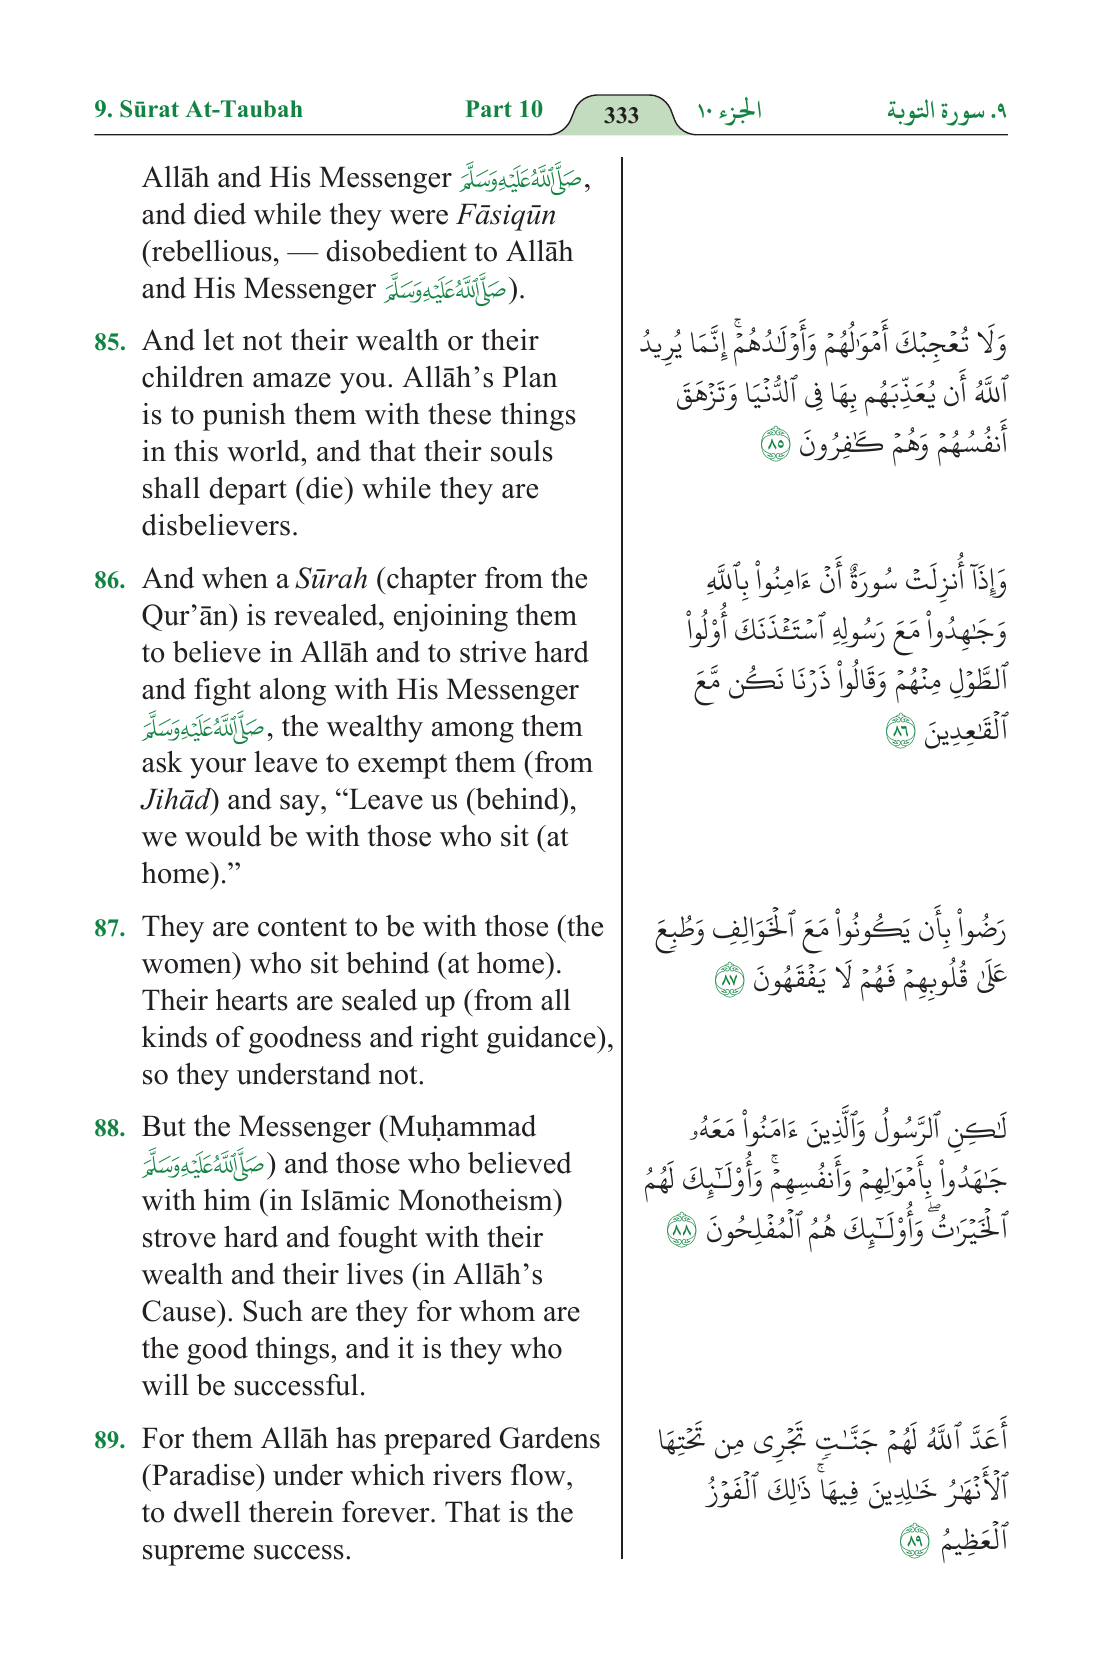 9. Sūrat At-Taubah Part 10 333 الجزء ١٠ ٩. سورة التوبة
Allāh and His Messenger صَلَّى اللَّهُ عَلَيْهِ وَسَلَّمَ,
and died while they were Fāsiqūn
(rebellious, — disobedient to Allāh
and His Messenger صَلَّى اللَّهُ عَلَيْهِ وَسَلَّمَ).
85. And let not their wealth or their
children amaze you. Allāh’s Plan
is to punish them with these things
in this world, and that their souls
shall depart (die) while they are
disbelievers.
وَلَا تُعْجِبْكَ أَمْوَٰلُهُمْ وَأَوْلَـٰدُهُمْ ۚ إِنَّمَا يُرِيدُ
ٱللَّهُ أَن يُعَذِّبَهُم بِهَا فِى ٱلدُّنْيَا وَتَزْهَقَ
أَنفُسُهُمْ وَهُمْ كَـٰفِرُونَ ٨٥
86. And when a Sūrah (chapter from the
Qur’ān) is revealed, enjoining them
to believe in Allāh and to strive hard
and fight along with His Messenger
صَلَّى اللَّهُ عَلَيْهِ وَسَلَّمَ, the wealthy among them
ask your leave to exempt them (from
Jihād) and say, “Leave us (behind),
we would be with those who sit (at
home).”
وَإِذَآ أُنزِلَتْ سُورَةٌ أَنْ ءَامِنُوا۟ بِٱللَّهِ
وَجَـٰهِدُوا۟ مَعَ رَسُولِهِ ٱسْتَـْٔذَنَكَ أُو۟لُوا۟
ٱلطَّوْلِ مِنْهُمْ وَقَالُوا۟ ذَرْنَا نَكُن مَّعَ
ٱلْقَـٰعِدِينَ ٨٦
87. They are content to be with those (the
women) who sit behind (at home).
Their hearts are sealed up (from all
kinds of goodness and right guidance),
so they understand not.
رَضُوا۟ بِأَن يَكُونُوا۟ مَعَ ٱلْخَوَالِفِ وَطُبِعَ
عَلَىٰ قُلُوبِهِمْ فَهُمْ لَا يَفْقَهُونَ ٨٧
88. But the Messenger (Muḥammad
صَلَّى اللَّهُ عَلَيْهِ وَسَلَّمَ) and those who believed
with him (in Islāmic Monotheism)
strove hard and fought with their
wealth and their lives (in Allāh’s
Cause). Such are they for whom are
the good things, and it is they who
will be successful.
لَـٰكِنِ ٱلرَّسُولُ وَٱلَّذِينَ ءَامَنُوا۟ مَعَهُۥ
جَـٰهَدُوا۟ بِأَمْوَٰلِهِمْ وَأَنفُسِهِمْ ۚ وَأُو۟لَـٰٓئِكَ لَهُمُ
ٱلْخَيْرَٰتُ ۖ وَأُو۟لَـٰٓئِكَ هُمُ ٱلْمُفْلِحُونَ ٨٨
89. For them Allāh has prepared Gardens
(Paradise) under which rivers flow,
to dwell therein forever. That is the
supreme success.
أَعَدَّ ٱللَّهُ لَهُمْ جَنَّـٰتٍ تَجْرِى مِن تَحْتِهَا
ٱلْأَنْهَـٰرُ خَـٰلِدِينَ فِيهَا ۚ ذَٰلِكَ ٱلْفَوْزُ
ٱلْعَظِيمُ ٨٩